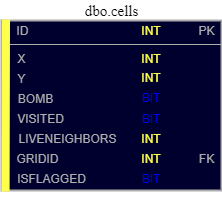 dbo.cells
ID INT PK
X INT
Y INT
BOMB BIT
VISITED BIT
LIVENEIGHBORS INT
GRIDID INT FK
ISFLAGGED BIT